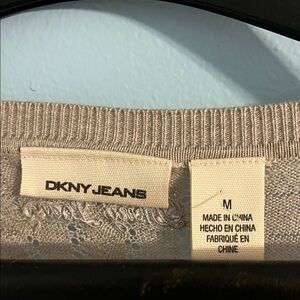 DKNY JEANS
M
MADE IN CHINA
HECHO EN CHINA
FABRIQUÉ EN
CHINE